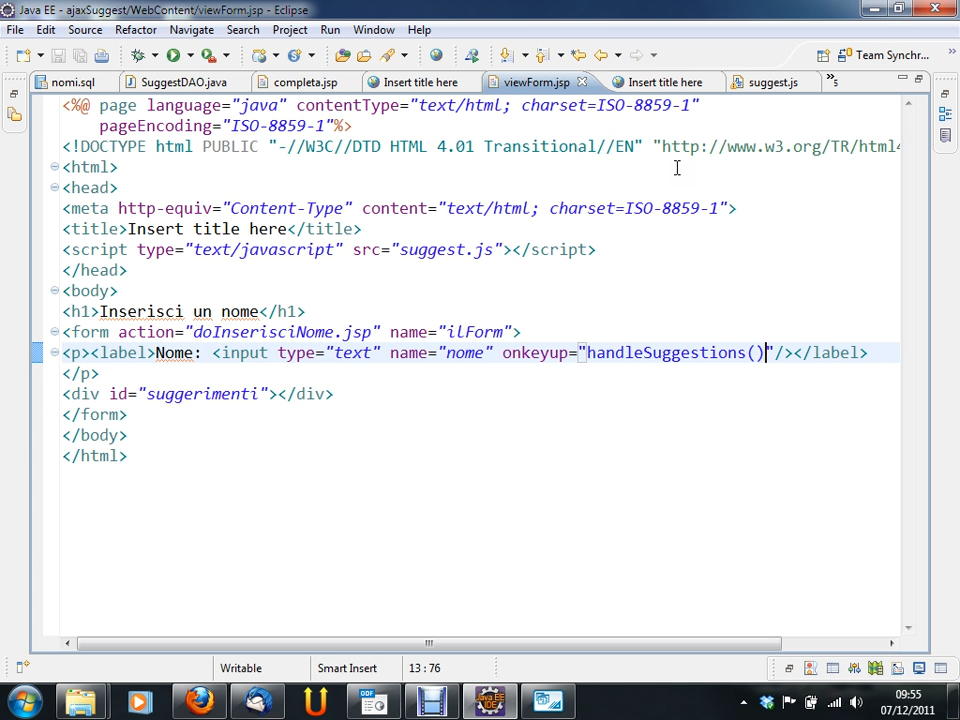 Java EE - ajaxSuggest/WebContent/viewForm.jsp - Eclipse
File Edit Source Refactor Navigate Search Project Run Window Help
Team Synchr...
nomi.sql SuggestDAO.java completa.jsp Insert title here viewForm.jsp Insert title here suggest.js »5
<%@ page language="java" contentType="text/html; charset=ISO-8859-1"
pageEncoding="ISO-8859-1"%>
<!DOCTYPE html PUBLIC "-//W3C//DTD HTML 4.01 Transitional//EN" "http://www.w3.org/TR/html4
<html>
<head>
<meta http-equiv="Content-Type" content="text/html; charset=ISO-8859-1">
<title>Insert title here</title>
<script type="text/javascript" src="suggest.js"></script>
</head>
<body>
<h1>Inserisci un nome</h1>
<form action="doInserisciNome.jsp" name="ilForm">
<p><label>Nome: <input type="text" name="nome" onkeyup="handleSuggestions()"/></label>
</p>
<div id="suggerimenti"></div>
</form>
</body>
</html>
Writable Smart Insert 13 : 76
ODF Java EE IDE 09:55
07/12/2011